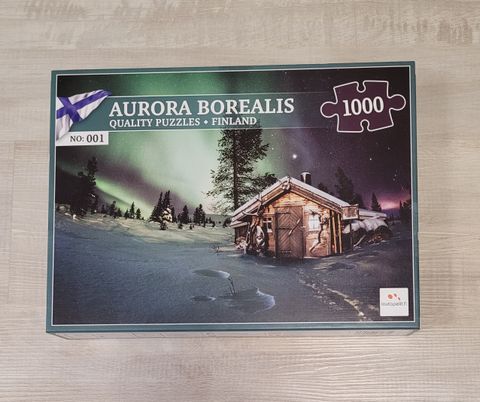 AURORA BOREALIS
QUALITY PUZZLES • FINLAND
1000
NO: 001